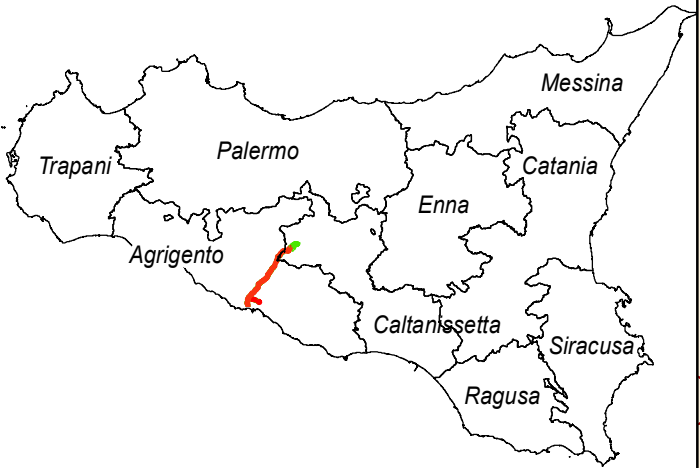 Messina
Palermo
Trapani
Catania
Enna
Agrigento
Caltanissetta
Siracusa
Ragusa